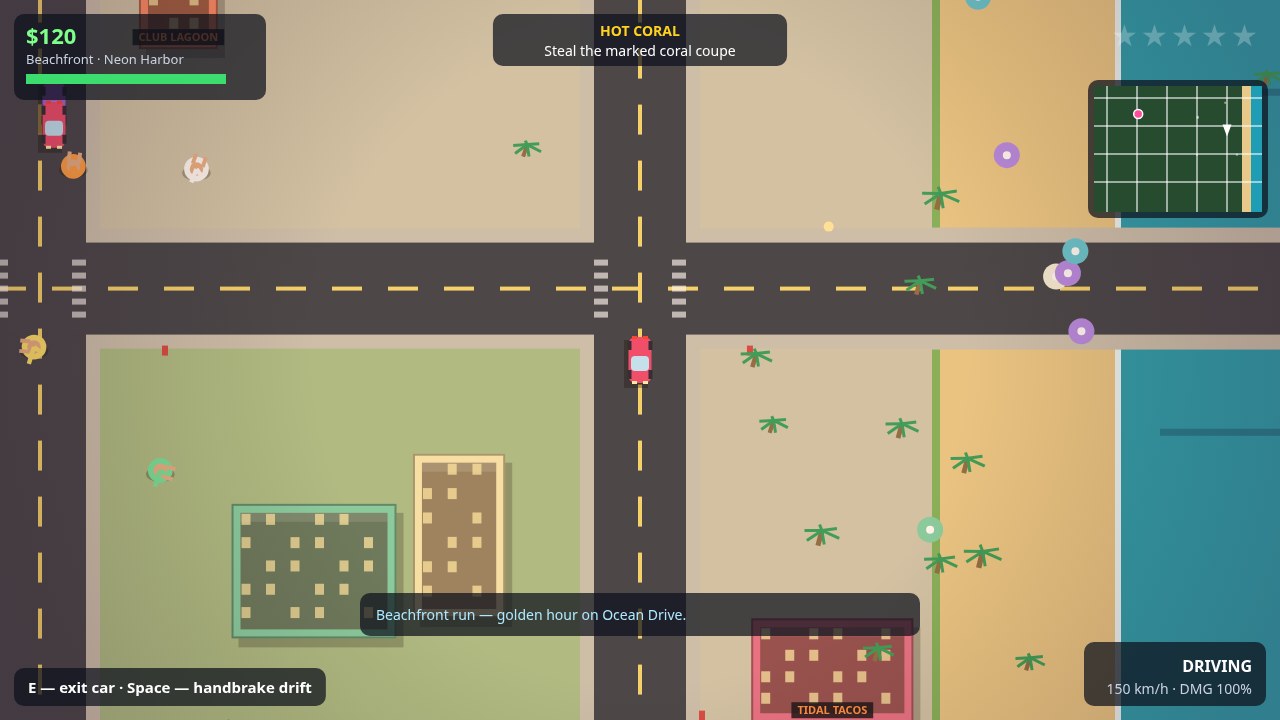 $120
Beachfront · Neon Harbor
CLUB LAGOON
HOT CORAL
Steal the marked coral coupe
Beachfront run — golden hour on Ocean Drive.
E — exit car · Space — handbrake drift
DRIVING
150 km/h · DMG 100%
TIDAL TACOS